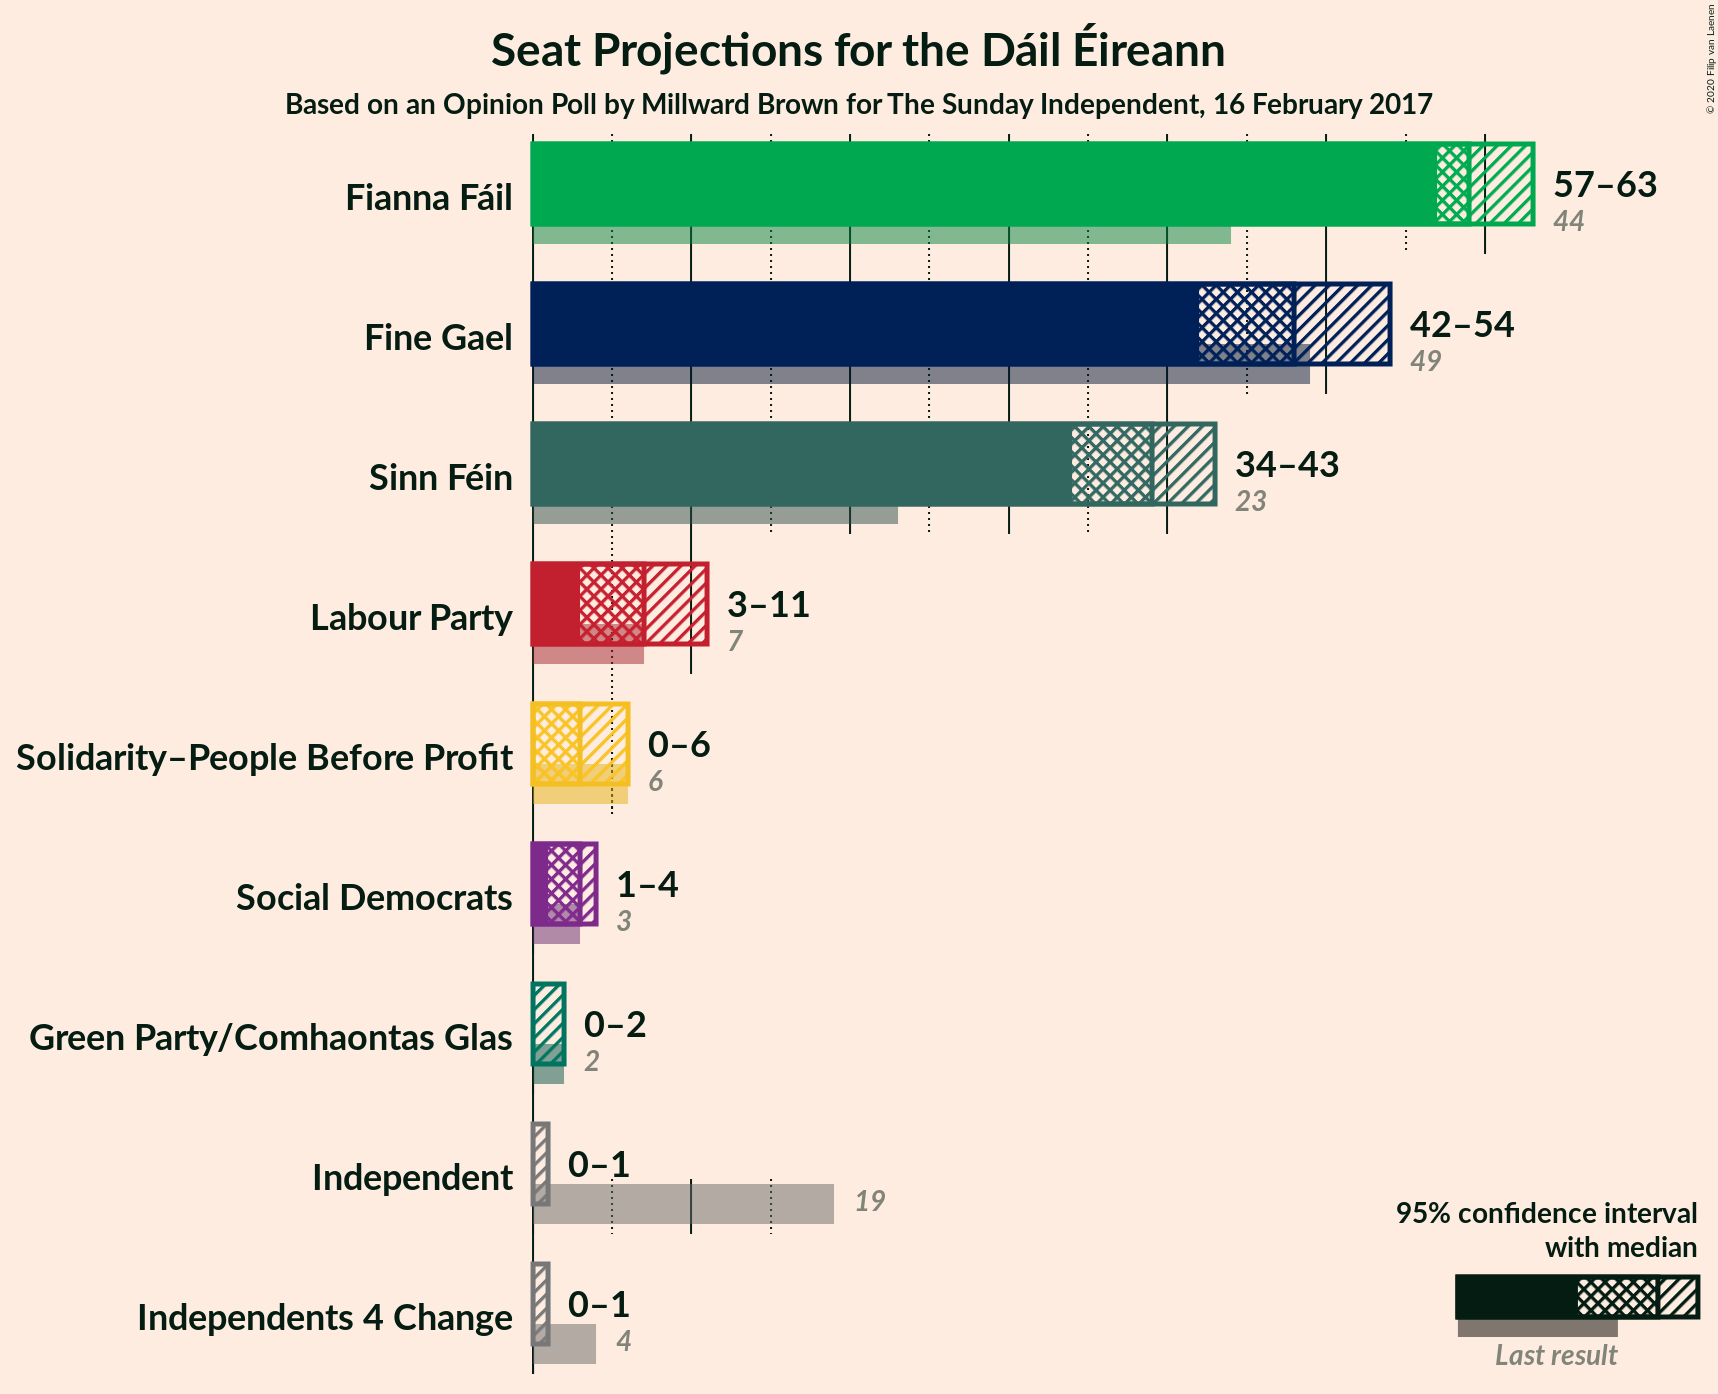 Seat Projections for the Dáil Éireann
Based on an Opinion Poll by Millward Brown for The Sunday Independent, 16 February 2017
© 2020 Filip van Laenen
Fianna Fáil
57–63
44
Fine Gael
42–54
49
Sinn Féin
34–43
23
Labour Party
3–11
7
Solidarity–People Before Profit
0–6
6
Social Democrats
1–4
3
Green Party/Comhaontas Glas
0–2
2
Independent
0–1
19
Independents 4 Change
0–1
4
95% confidence interval
with median
Last result